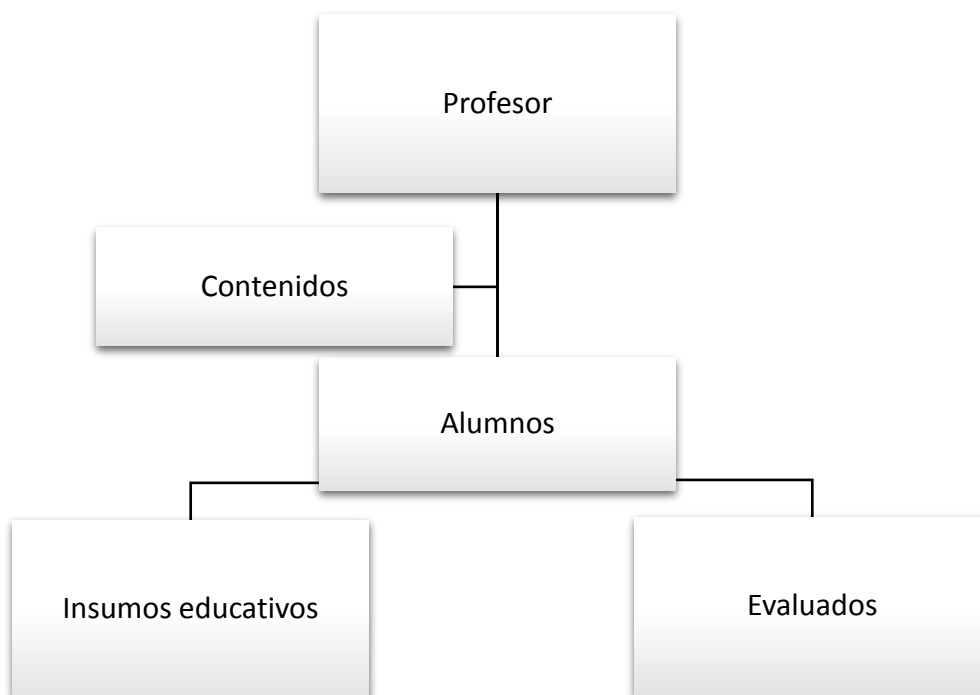 Profesor
Contenidos
Alumnos
Insumos educativos
Evaluados